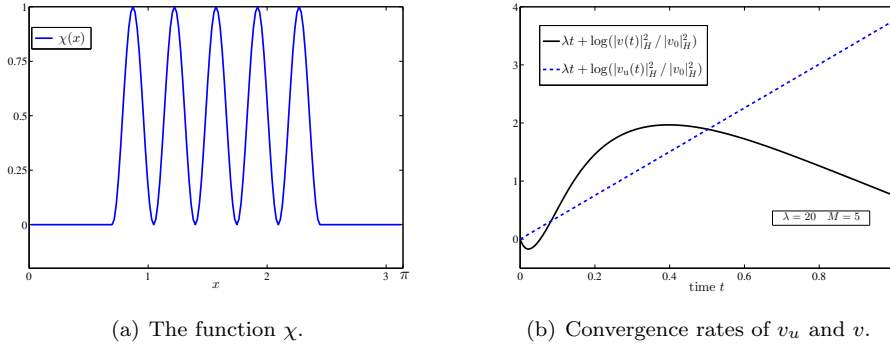 1
0.75
0.5
0.25
0
0
1
2
3
π
x
χ(x)
(a) The function χ.
4
3
2
1
0
0
0.2
0.4
0.6
0.8
time t
λt + log(|v(t)|²_H / |v₀|²_H)
λt + log(|v_u(t)|²_H / |v₀|²_H)
λ = 20 M = 5
(b) Convergence rates of v_u and v.